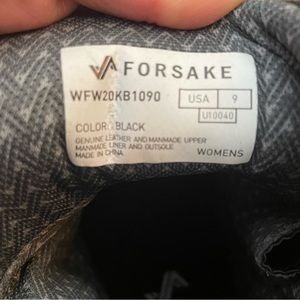 FORSAKE
WFW20KB1090 USA 9
U10040
COLOR: BLACK
GENUINE LEATHER AND MANMADE UPPER
MANMADE LINER AND OUTSOLE
MADE IN CHINA
WOMENS